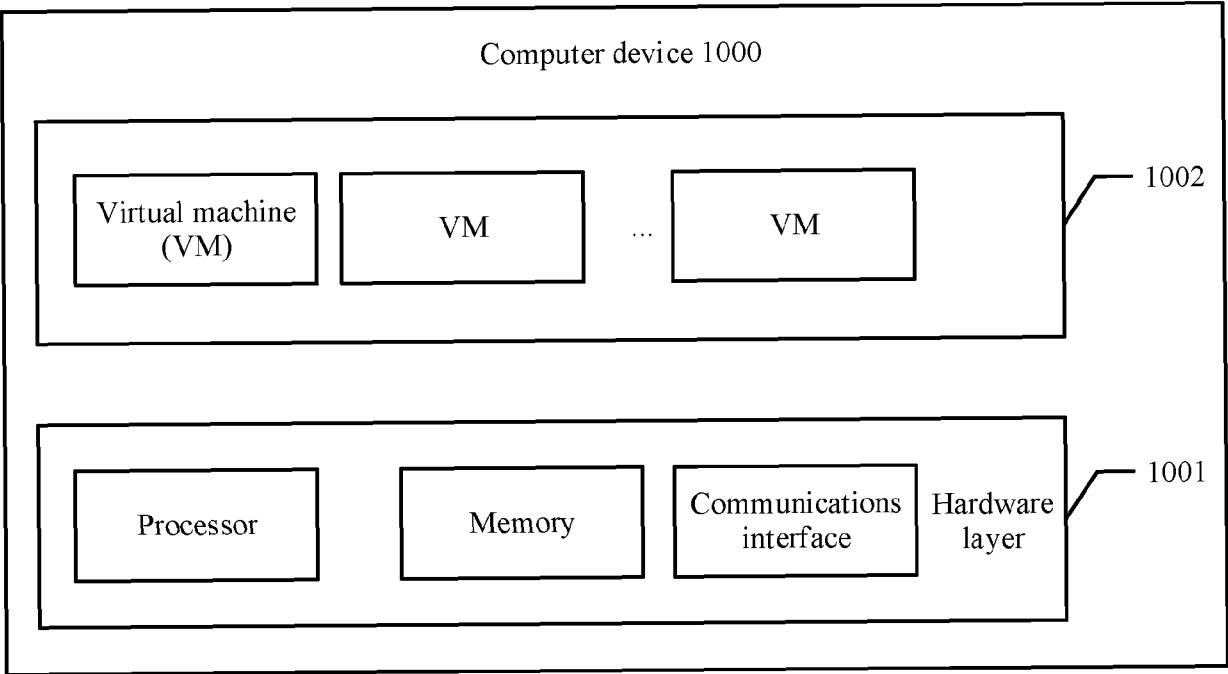 Computer device 1000
Virtual machine
(VM)
VM
...
VM
1002
Processor
Memory
Communications
interface
Hardware
layer
1001